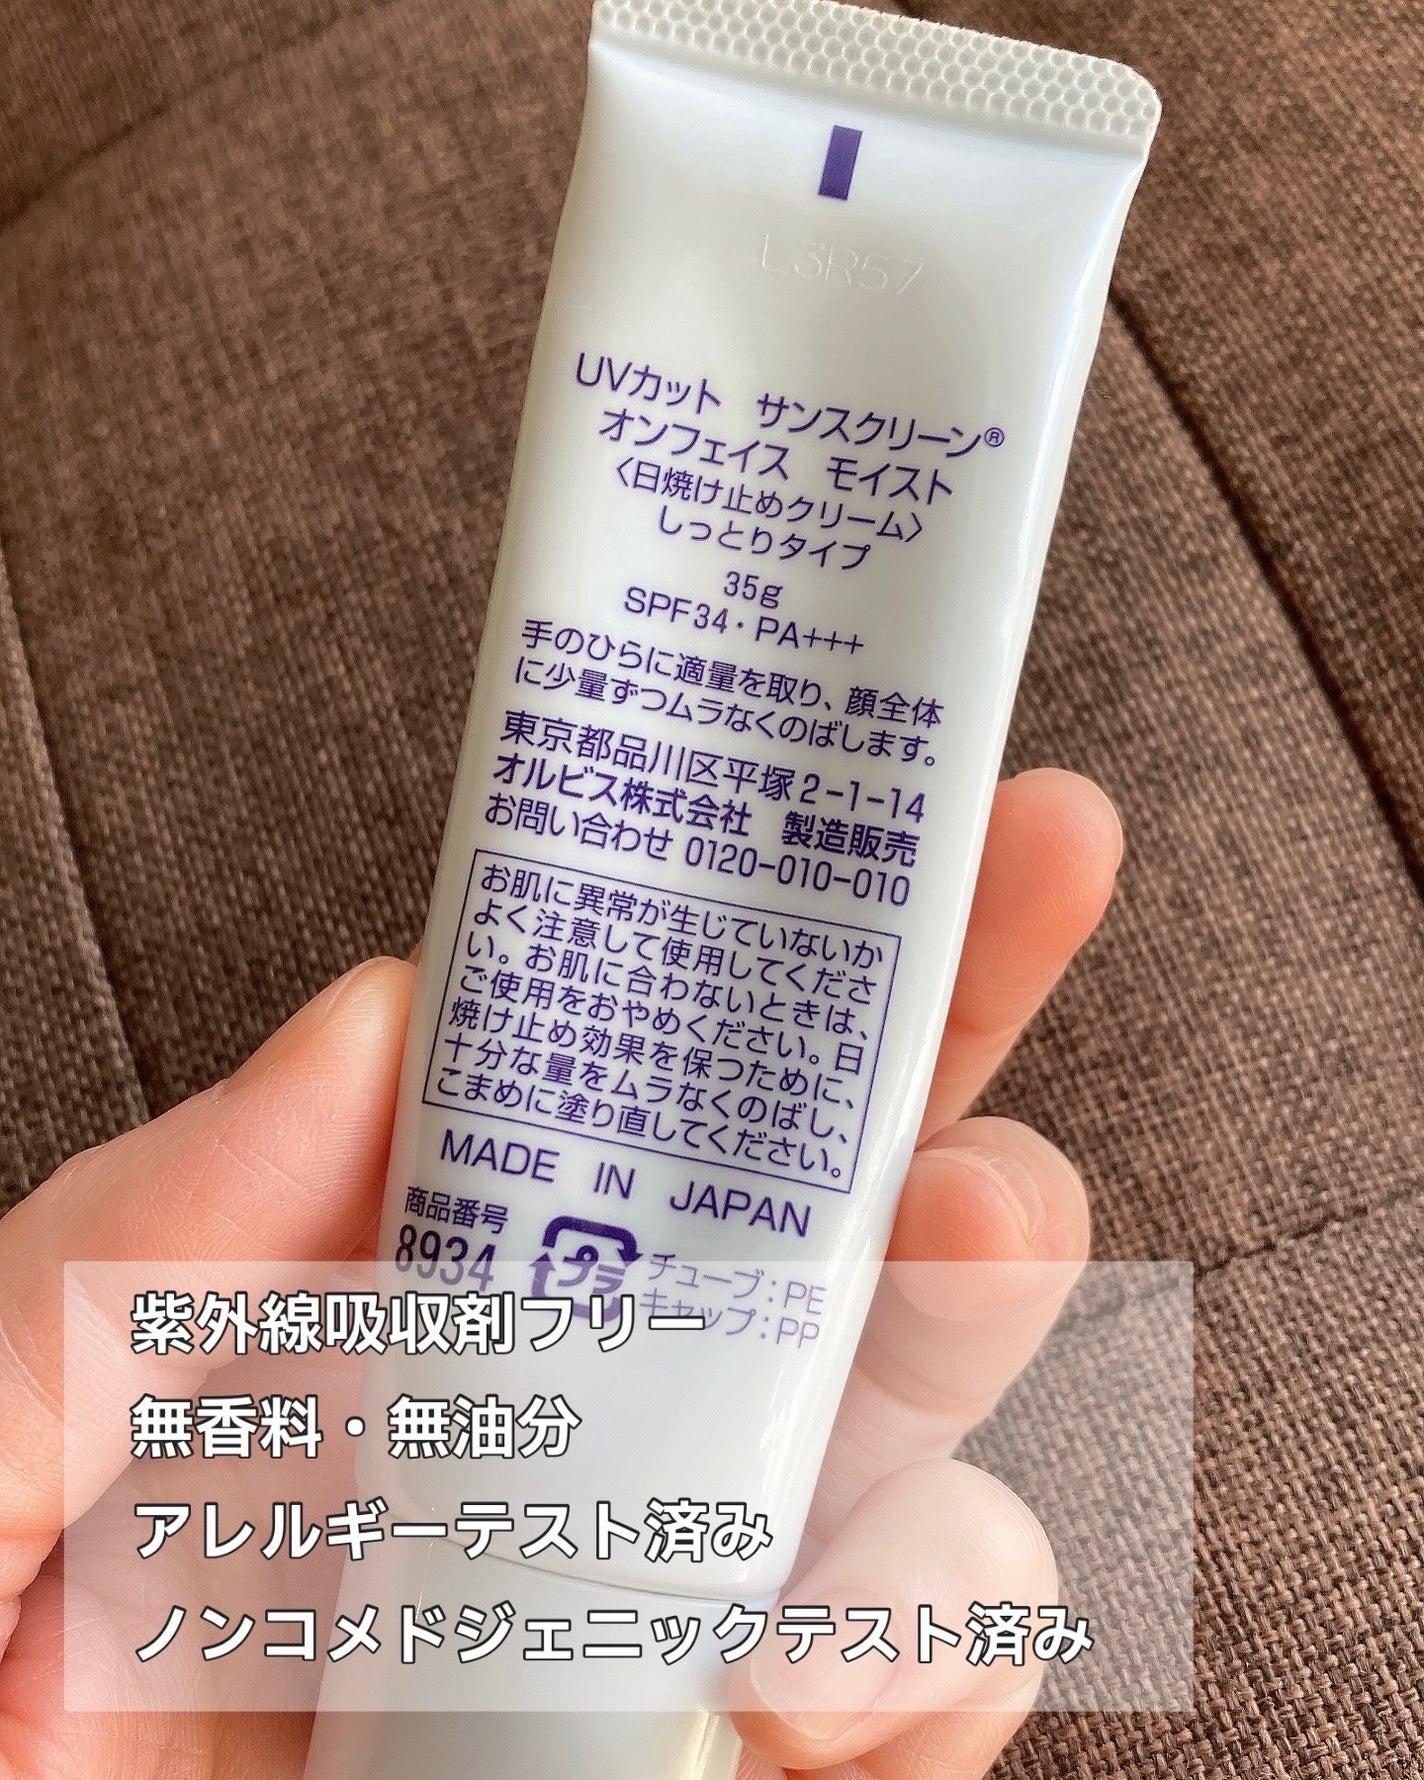 L3R57
UVカット サンスクリーン®
オンフェイス モイスト
〈日焼け止めクリーム〉
しっとりタイプ
35g
SPF34・PA+++
手のひらに適量を取り、顔全体
に少量ずつムラなくのばします。
東京都品川区平塚2-1-14
オルビス株式会社 製造販売
お問い合わせ 0120-010-010
お肌に異常が生じていないか
よく注意して使用してくださ
い。お肌に合わないときは、
ご使用をおやめください。日
焼け止め効果を保つために、
十分な量をムラなくのばし、
こまめに塗り直してください。
MADE IN JAPAN
商品番号
8934
プラ
チューブ:PE
キャップ:PP
紫外線吸収剤フリー
無香料・無油分
アレルギーテスト済み
ノンコメドジェニックテスト済み